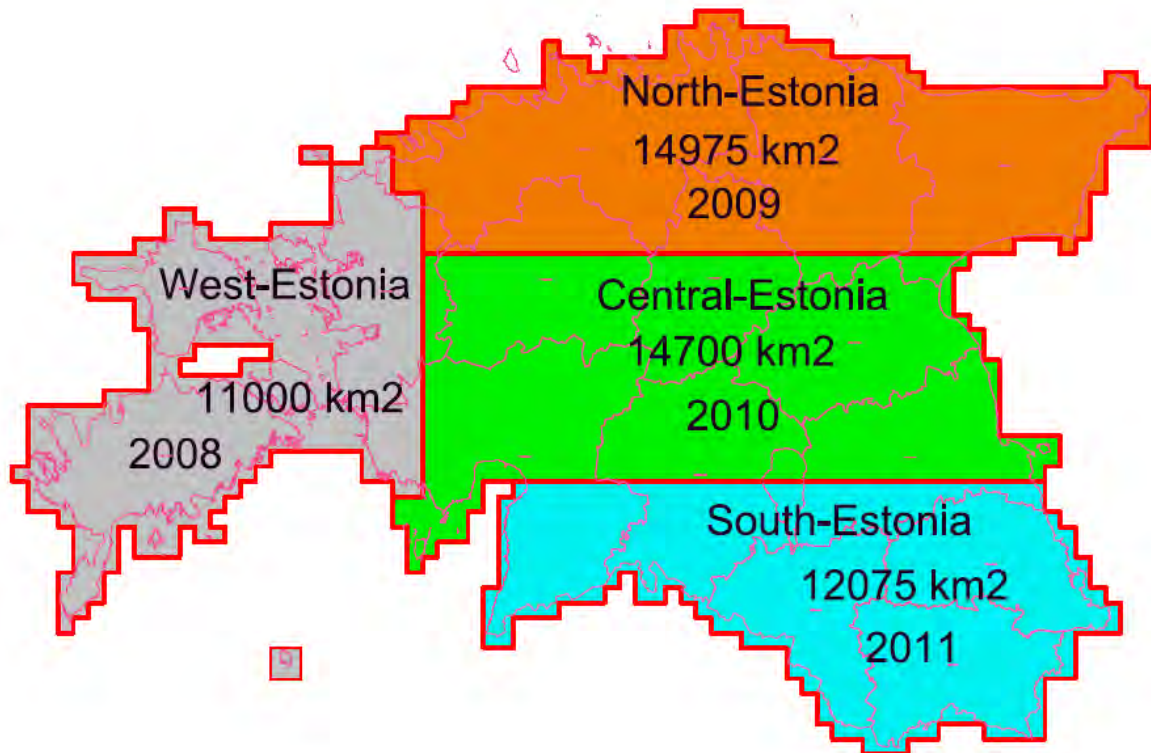 North-Estonia
14975 km2
2009
West-Estonia
11000 km2
2008
Central-Estonia
14700 km2
2010
South-Estonia
12075 km2
2011